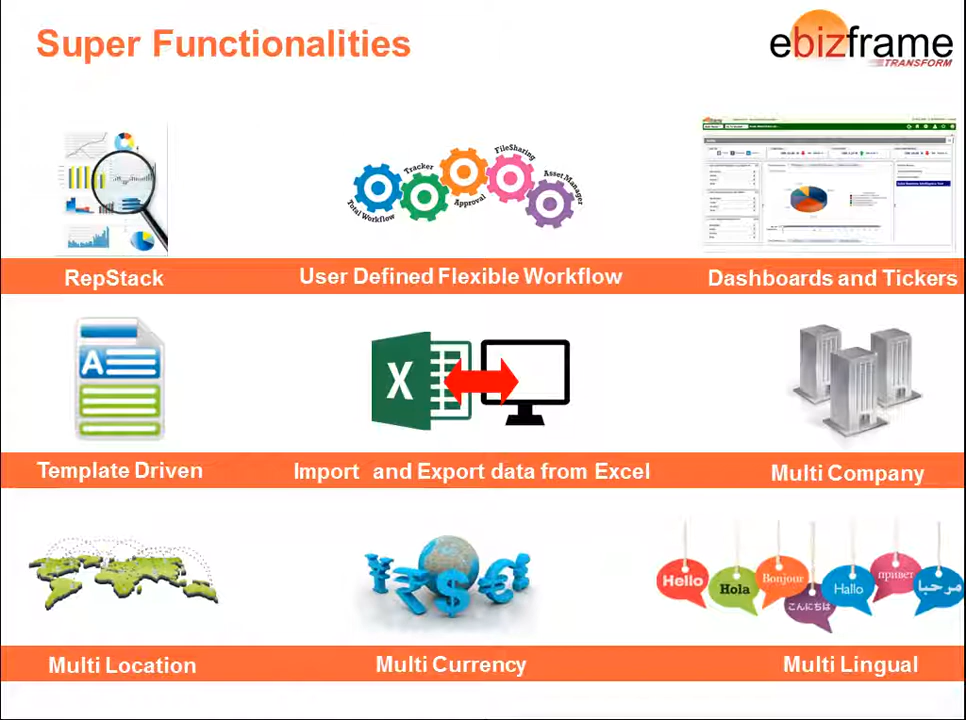 Super Functionalities
ebizframe
TRANSFORM
Total Workflow
Tracker
Approval
FileSharing
Asset Manager
RepStack
User Defined Flexible Workflow
Dashboards and Tickers
A
X
Template Driven
Import and Export data from Excel
Multi Company
Hello
Hola
Bonjour
こんにちは
Hallo
привет
مرحبا
Multi Location
Multi Currency
Multi Lingual